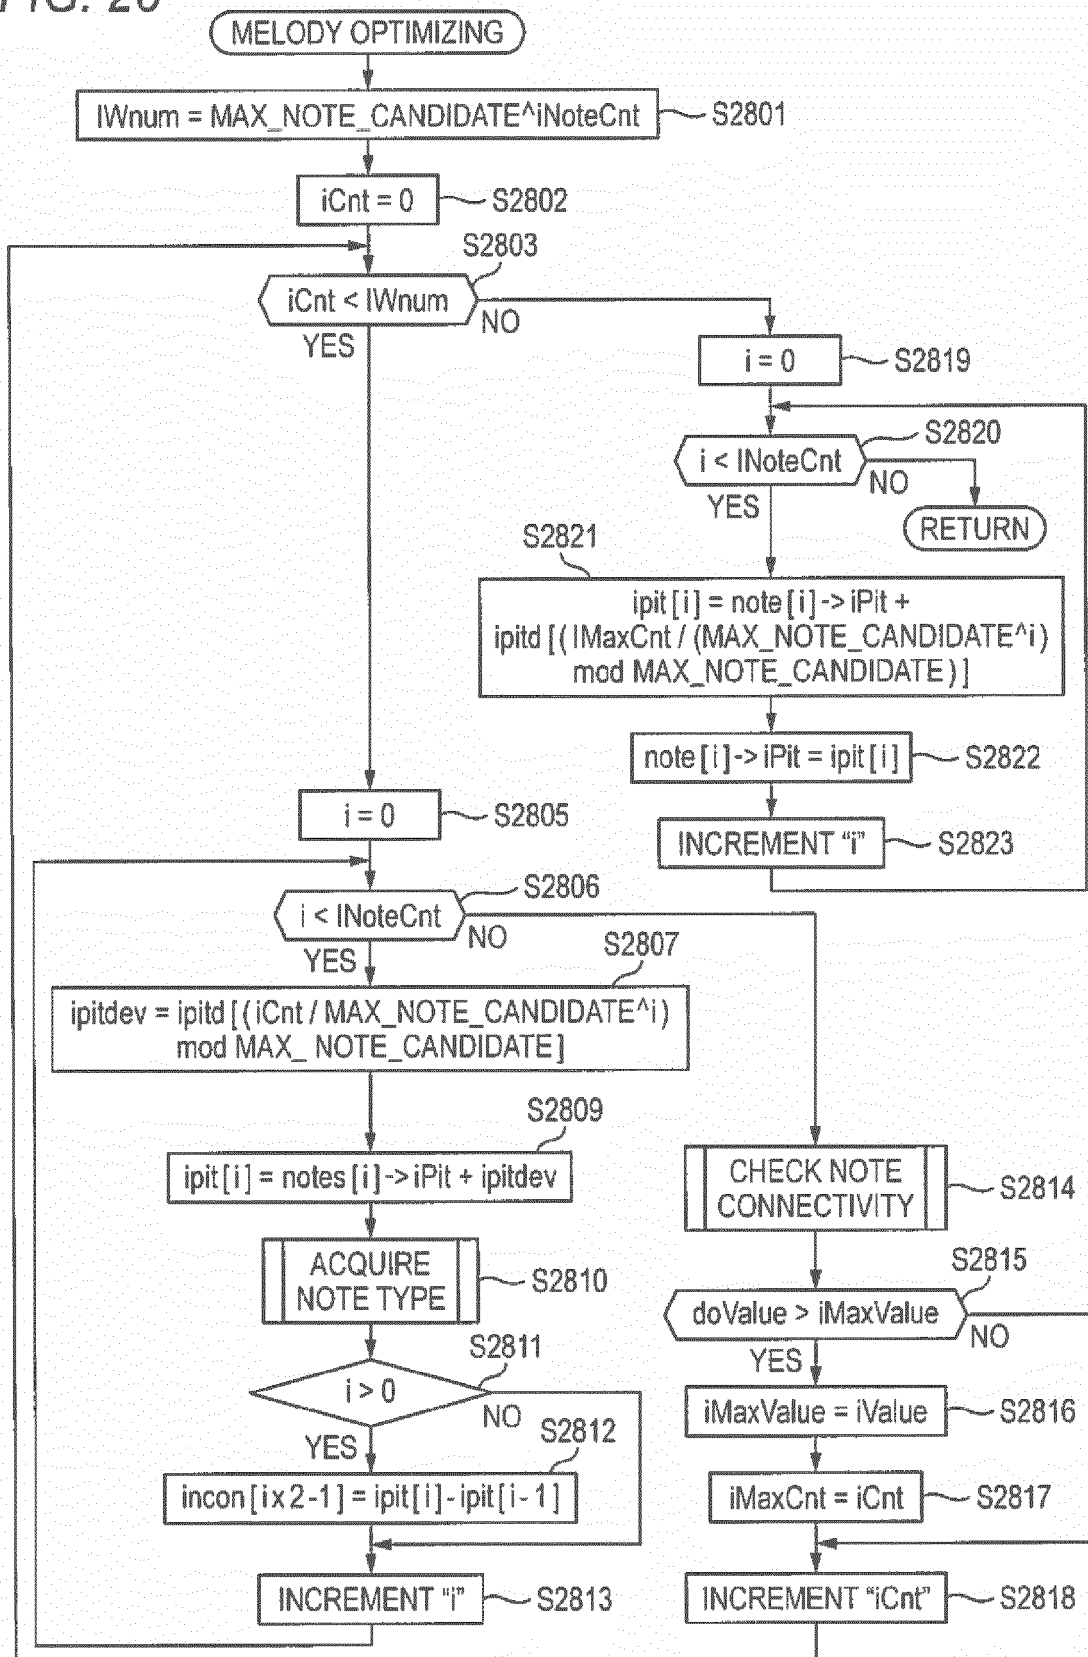 MELODY OPTIMIZING
IWnum = MAX_NOTE_CANDIDATE^iNoteCnt
S2801
iCnt = 0
S2802
S2803
iCnt < IWnum
NO
YES
i = 0
S2819
S2820
i < INoteCnt
NO
YES
RETURN
S2821
ipit [ i ] = note [ i ] -> iPit +
ipitd [ ( IMaxCnt / (MAX_NOTE_CANDIDATE^i )
mod MAX_NOTE_CANDIDATE ) ]
note [ i ] -> iPit = ipit [ i ]
S2822
INCREMENT “i”
S2823
i = 0
S2805
S2806
i < INoteCnt
NO
YES
S2807
ipitdev = ipitd [ ( iCnt / MAX_NOTE_CANDIDATE^i )
mod MAX_ NOTE_CANDIDATE ]
S2809
ipit [ i ] = notes [ i ] -> iPit + ipitdev
ACQUIRE
NOTE TYPE
S2810
S2811
i > 0
NO
YES
S2812
incon [ i x 2 - 1 ] = ipit [ i ] - ipit [ i - 1 ]
INCREMENT “i”
S2813
CHECK NOTE
CONNECTIVITY
S2814
S2815
doValue > iMaxValue
NO
YES
iMaxValue = iValue
S2816
iMaxCnt = iCnt
S2817
INCREMENT “iCnt”
S2818